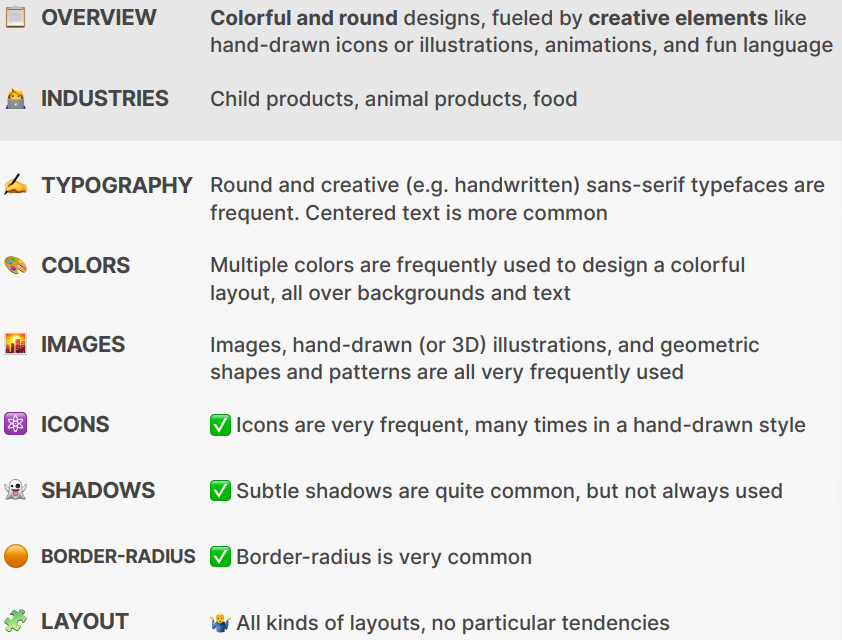 📋 OVERVIEW Colorful and round designs, fueled by creative elements like
hand-drawn icons or illustrations, animations, and fun language
👩‍💻 INDUSTRIES Child products, animal products, food
✍️ TYPOGRAPHY Round and creative (e.g. handwritten) sans-serif typefaces are
frequent. Centered text is more common
🎨 COLORS Multiple colors are frequently used to design a colorful
layout, all over backgrounds and text
🌇 IMAGES Images, hand-drawn (or 3D) illustrations, and geometric
shapes and patterns are all very frequently used
⚛️ ICONS ✅ Icons are very frequent, many times in a hand-drawn style
👻 SHADOWS ✅ Subtle shadows are quite common, but not always used
🟠 BORDER-RADIUS ✅ Border-radius is very common
🧩 LAYOUT 🤷‍♂️ All kinds of layouts, no particular tendencies